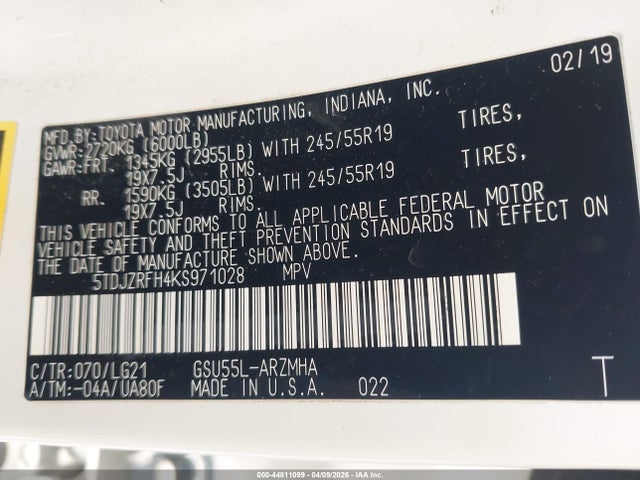 02/19
MFD.BY:TOYOTA MOTOR MANUFACTURING, INDIANA, INC.
GVWR:2720KG (6000LB)
GAWR:FRT. 1345KG (2955LB) WITH 245/55R19 TIRES,
19X7.5J RIMS.
RR. 1590KG (3505LB) WITH 245/55R19 TIRES,
19X7.5J RIMS.
THIS VEHICLE CONFORMS TO ALL APPLICABLE FEDERAL MOTOR
VEHICLE SAFETY AND THEFT PREVENTION STANDARDS IN EFFECT ON
THE DATE OF MANUFACTURE SHOWN ABOVE.
5TDJZRFH4KS971028 MPV
C/TR:070/LG21 GSU55L-ARZMHA
A/TM:-04A/UA80F MADE IN U.S.A. 022 T
000-44811099 | 04/09/2026 | IAA, Inc.